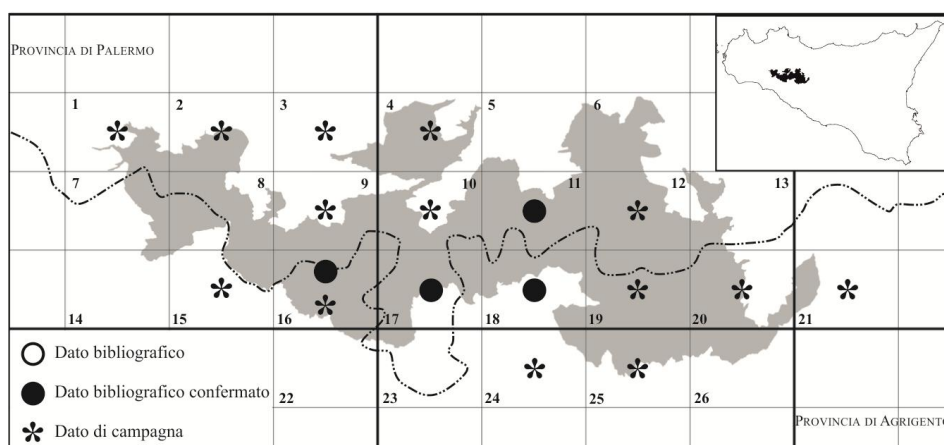 PROVINCIA DI PALERMO
1 2 3 4 5 6
7 8 9 10 11 12 13
14 15 16 17 18 19 20 21
Dato bibliografico
Dato bibliografico confermato
22 23 24 25 26
Dato di campagna
PROVINCIA DI AGRIGENTO